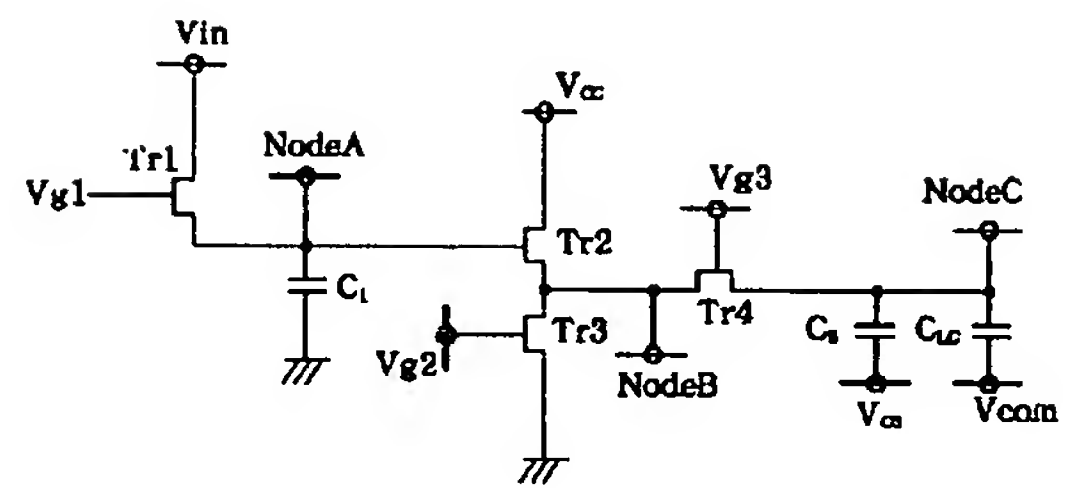 Vin
Vcc
Tr1
NodeA
Vg1
Vg3
NodeC
Tr2
C1
Tr4
Tr3
Vg2
Cs
CLC
NodeB
Vcs
Vcom